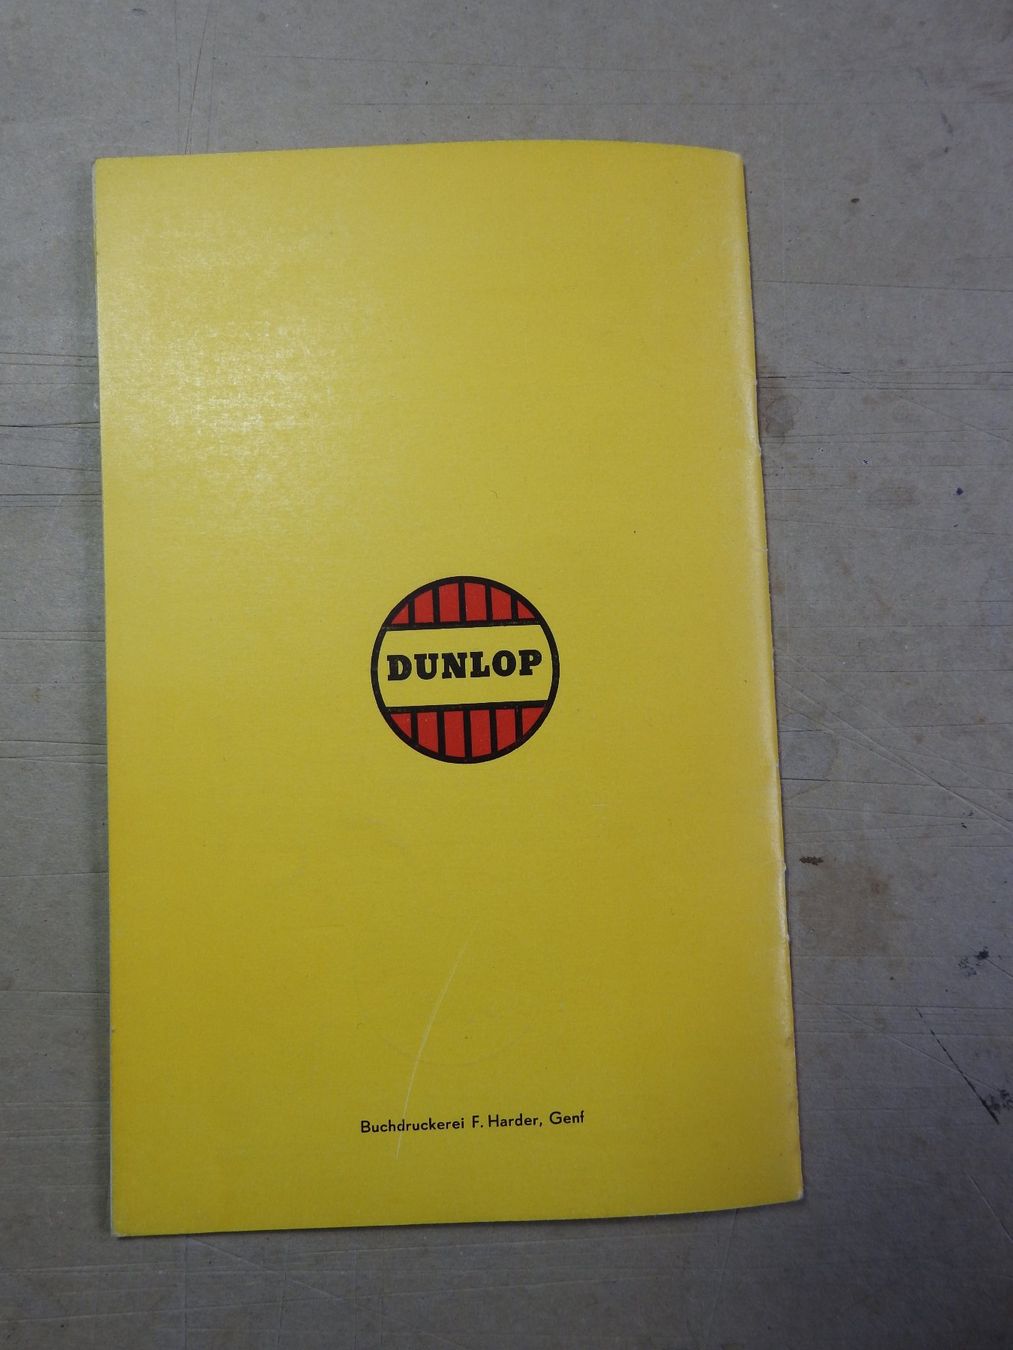 DUNLOP
Buchdruckerei F. Harder, Genf